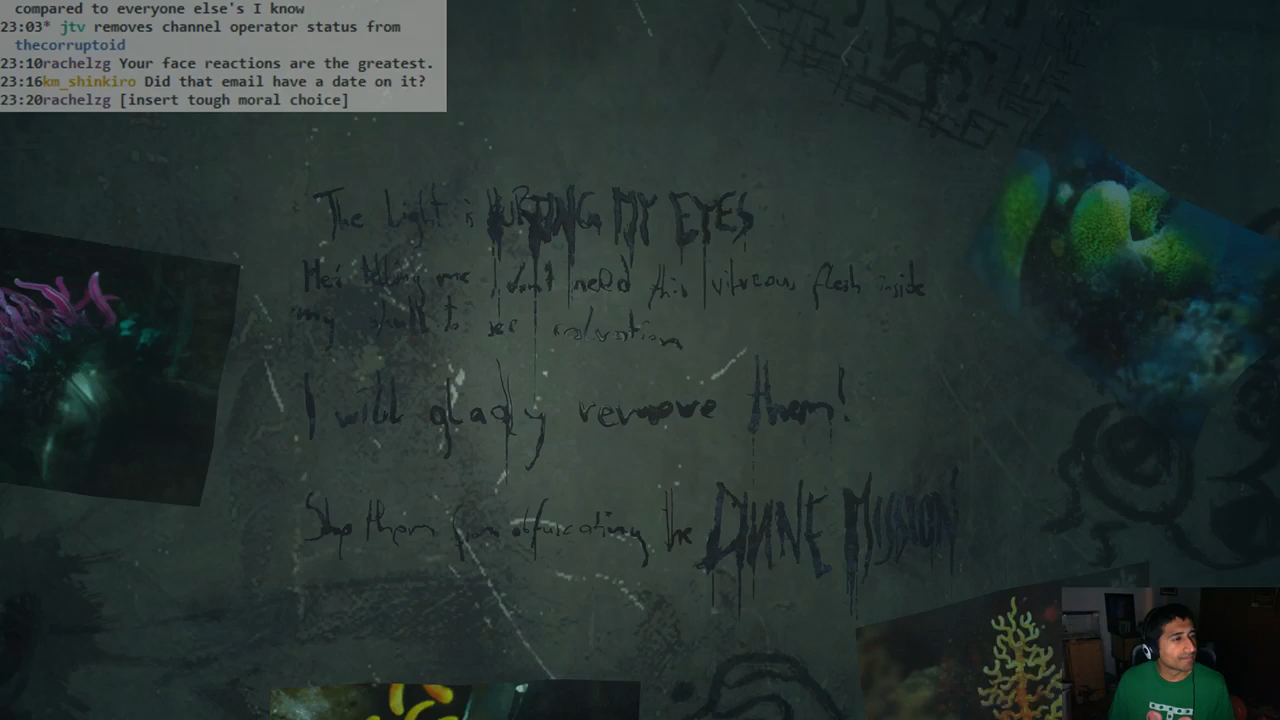 compared to everyone else's I know
23:03* jtv removes channel operator status from
thecorruptoid
23:10rachelzg Your face reactions are the greatest.
23:16km_shinkiro Did that email have a date on it?
23:20rachelzg [insert tough moral choice]
The Light is HURTING MY EYES
He's telling me I don't need this vitreous flesh inside
my skull to see salvation
I will glady remove them!
Stop them from obfuscating the DIVINE MISSION